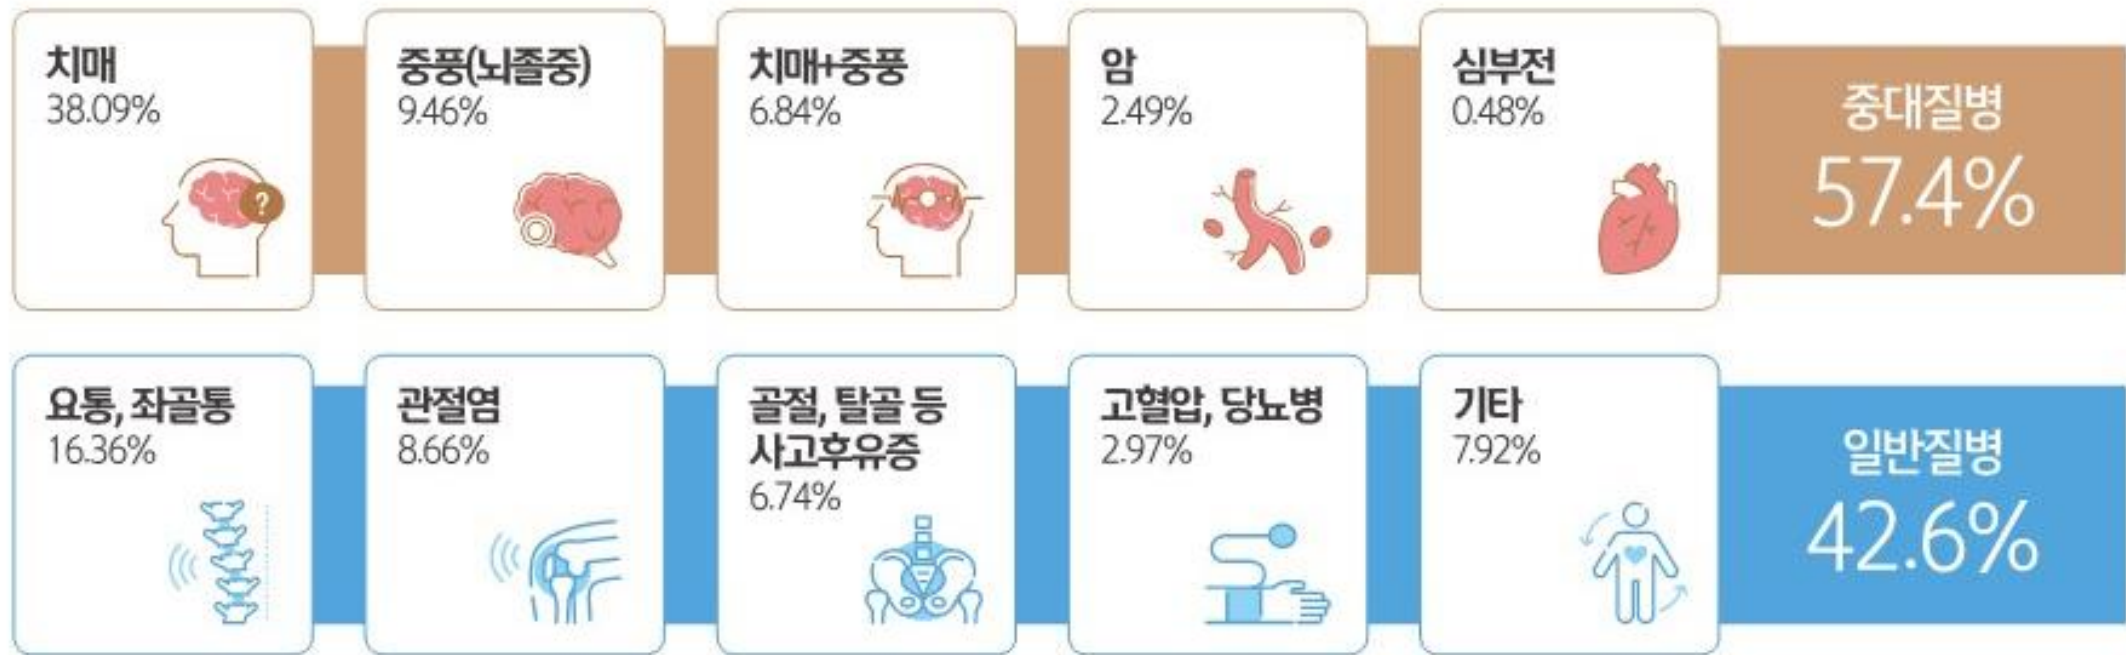 치매
38.09%
중풍(뇌졸중)
9.46%
치매+중풍
6.84%
암
2.49%
심부전
0.48%
중대질병
57.4%
?
요통, 좌골통
16.36%
관절염
8.66%
골절, 탈골 등
사고후유증
6.74%
고혈압, 당뇨병
2.97%
기타
7.92%
일반질병
42.6%